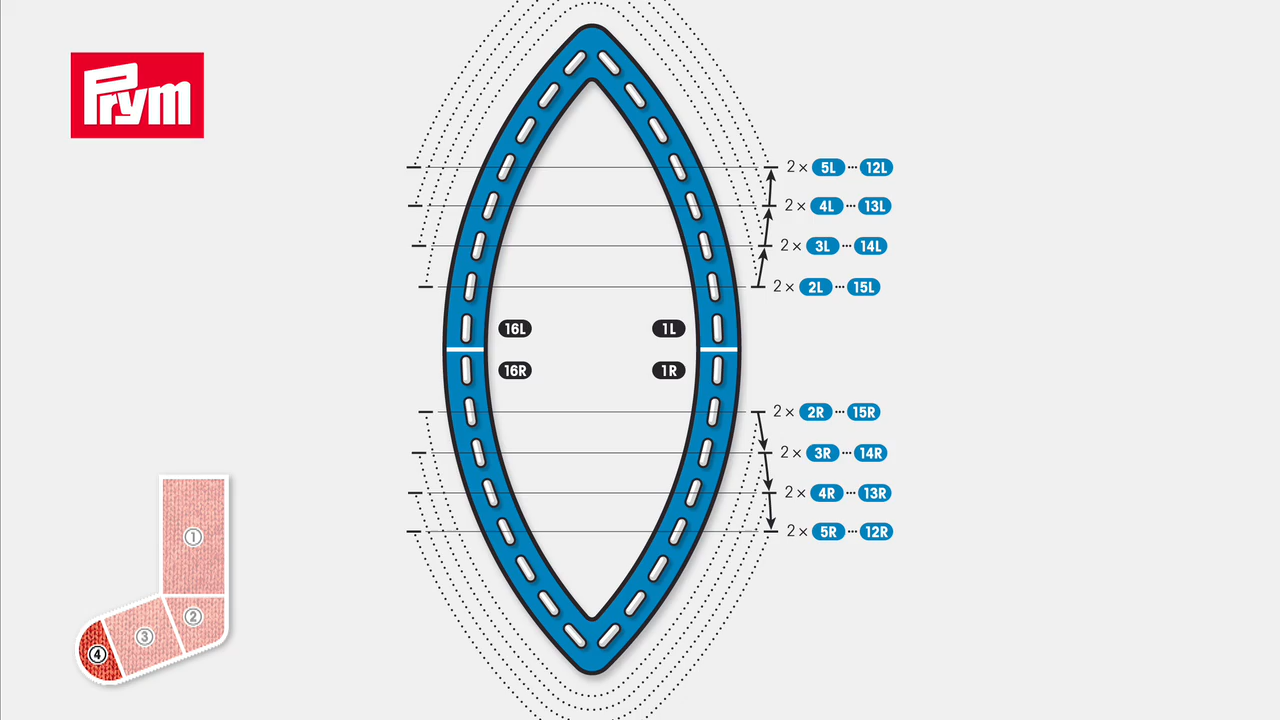 Prym
2× 5L ··· 12L
2× 4L ··· 13L
2× 3L ··· 14L
2× 2L ··· 15L
16L 1L
16R 1R
2× 2R ··· 15R
2× 3R ··· 14R
2× 4R ··· 13R
2× 5R ··· 12R
1
2
3
4